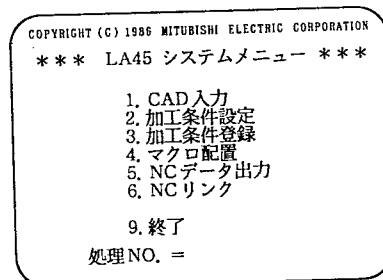 COPYRIGHT (C) 1986 MITUBISHI ELECTRIC CORPORATION
*** LA45 システムメニュー ***
1. CAD入力
2. 加工条件設定
3. 加工条件登録
4. マクロ配置
5. NCデータ出力
6. NCリンク
9. 終了
処理NO. =